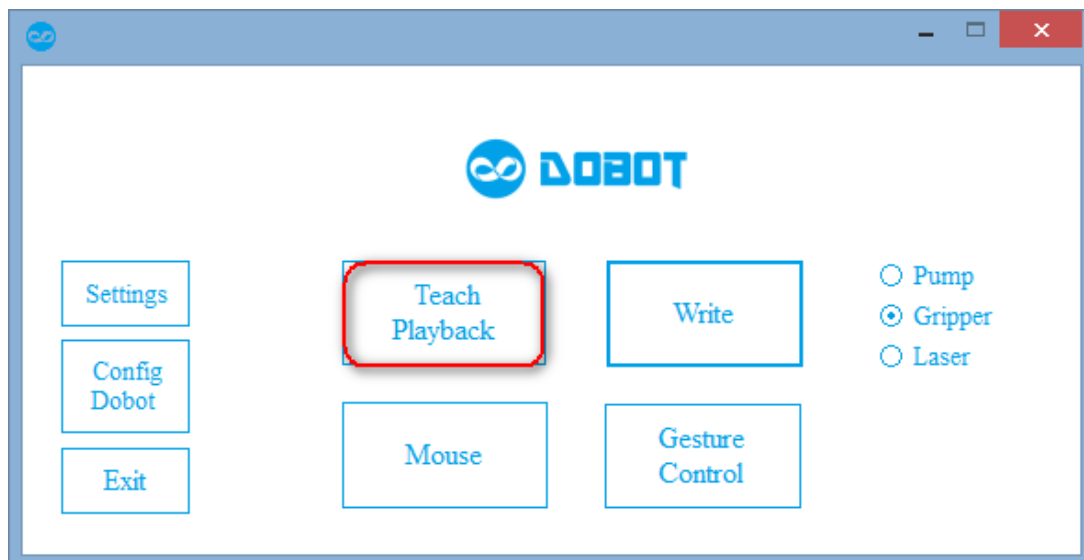 DOBOT
Settings
Config
Dobot
Exit
Teach
Playback
Write
Mouse
Gesture
Control
Pump
Gripper
Laser